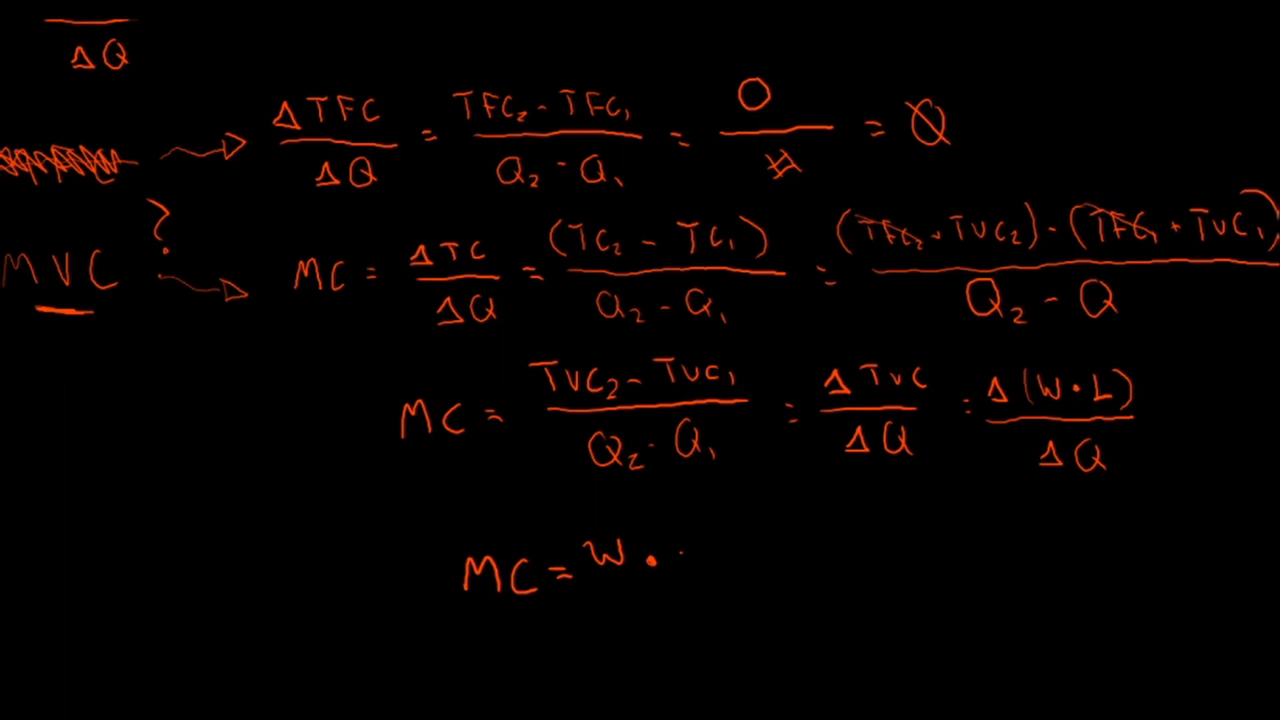 ΔQ
ΔTFC / ΔQ = TFC₂ - TFC₁ / Q₂ - Q₁ = 0 / # = 0
MVC ? MC = ΔTC / ΔQ = (TC₂ - TC₁) / Q₂ - Q₁ = (TFC₂ + TVC₂) - (TFC₁ + TVC₁) / Q₂ - Q
MC = TVC₂ - TVC₁ / Q₂ - Q₁ = ΔTVC / ΔQ = Δ(W·L) / ΔQ
MC = W ·